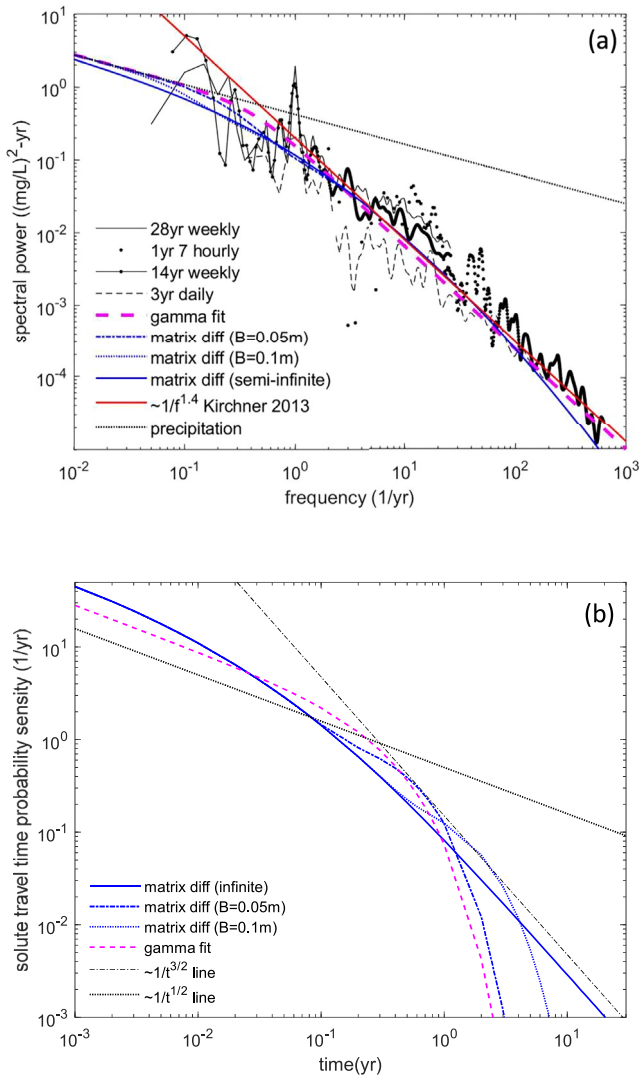 (a)
spectral power ((mg/L)^2-yr)
10^1
10^0
10^-1
10^-2
10^-3
10^-4
28yr weekly
1yr 7 hourly
14yr weekly
3yr daily
gamma fit
matrix diff (B=0.05m)
matrix diff (B=0.1m)
matrix diff (semi-infinite)
~1/f^1.4 Kirchner 2013
precipitation
10^-2
10^-1
10^0
10^1
10^2
10^3
frequency (1/yr)
(b)
solute travel time probability sensity (1/yr)
10^1
10^0
10^-1
10^-2
10^-3
matrix diff (infinite)
matrix diff (B=0.05m)
matrix diff (B=0.1m)
gamma fit
~1/t^3/2 line
~1/t^1/2 line
10^-3
10^-2
10^-1
10^0
10^1
time(yr)